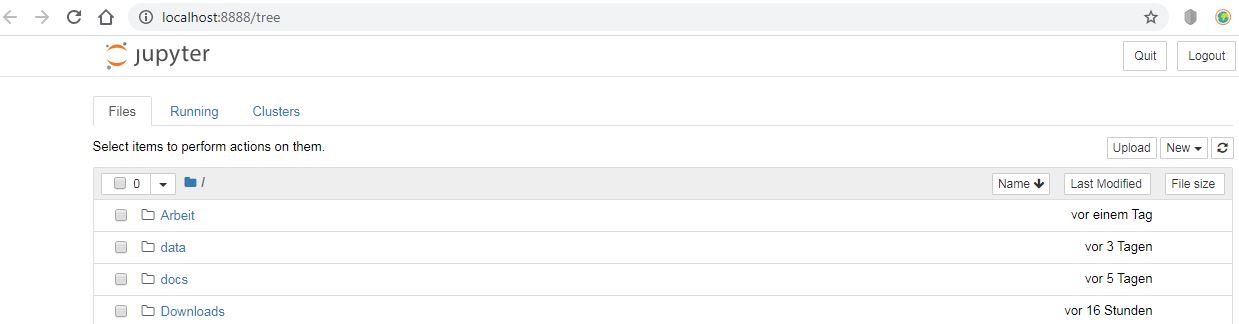 localhost:8888/tree
jupyter
Quit
Logout
Files
Running
Clusters
Select items to perform actions on them.
Upload
New
0
/
Name
Last Modified
File size
Arbeit
vor einem Tag
data
vor 3 Tagen
docs
vor 5 Tagen
Downloads
vor 16 Stunden